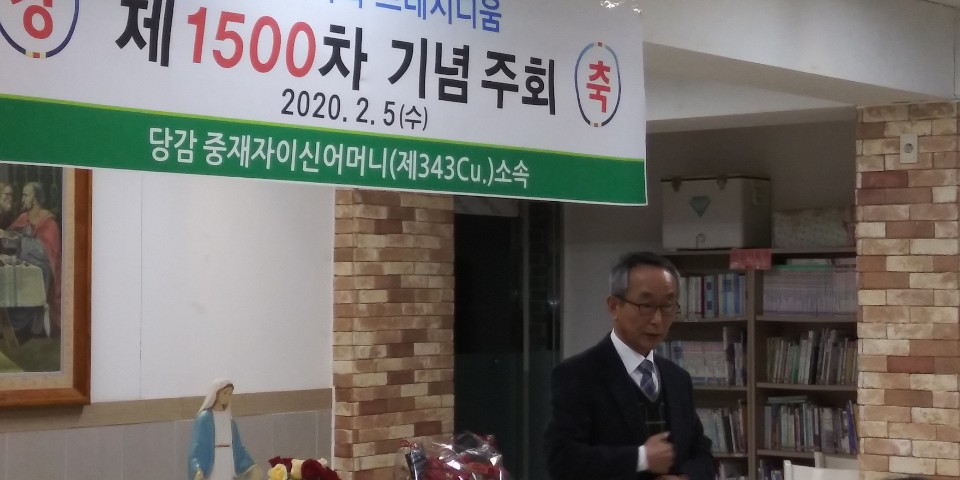 경
제1500차 기념 주회
축
2020. 2. 5(수)
당감 중재자이신어머니(제343Cu.)소속